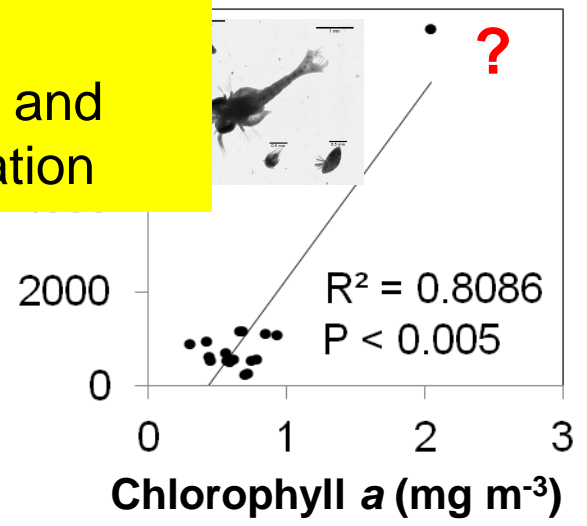 ?
and
ation
2000
R² = 0.8086
P < 0.005
0
0 1 2 3
Chlorophyll a (mg m⁻³)